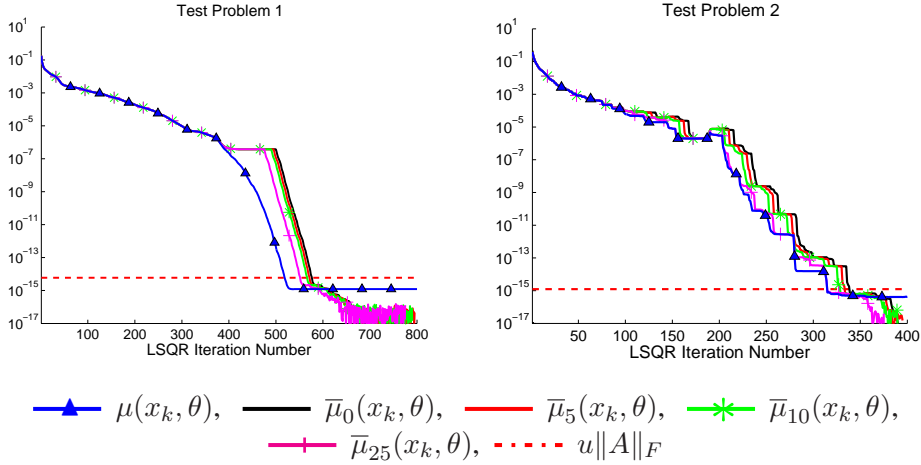 Test Problem 1
Test Problem 2
10^1
10^-1
10^-3
10^-5
10^-7
10^-9
10^-11
10^-13
10^-15
10^-17
100 200 300 400 500 600 700 800
LSQR Iteration Number
10^1
10^-1
10^-3
10^-5
10^-7
10^-9
10^-11
10^-13
10^-15
10^-17
50 100 150 200 250 300 350 400
LSQR Iteration Number
μ(x_k, θ), μ̅_0(x_k, θ), μ̅_5(x_k, θ), μ̅_10(x_k, θ),
μ̅_25(x_k, θ), u‖A‖_F